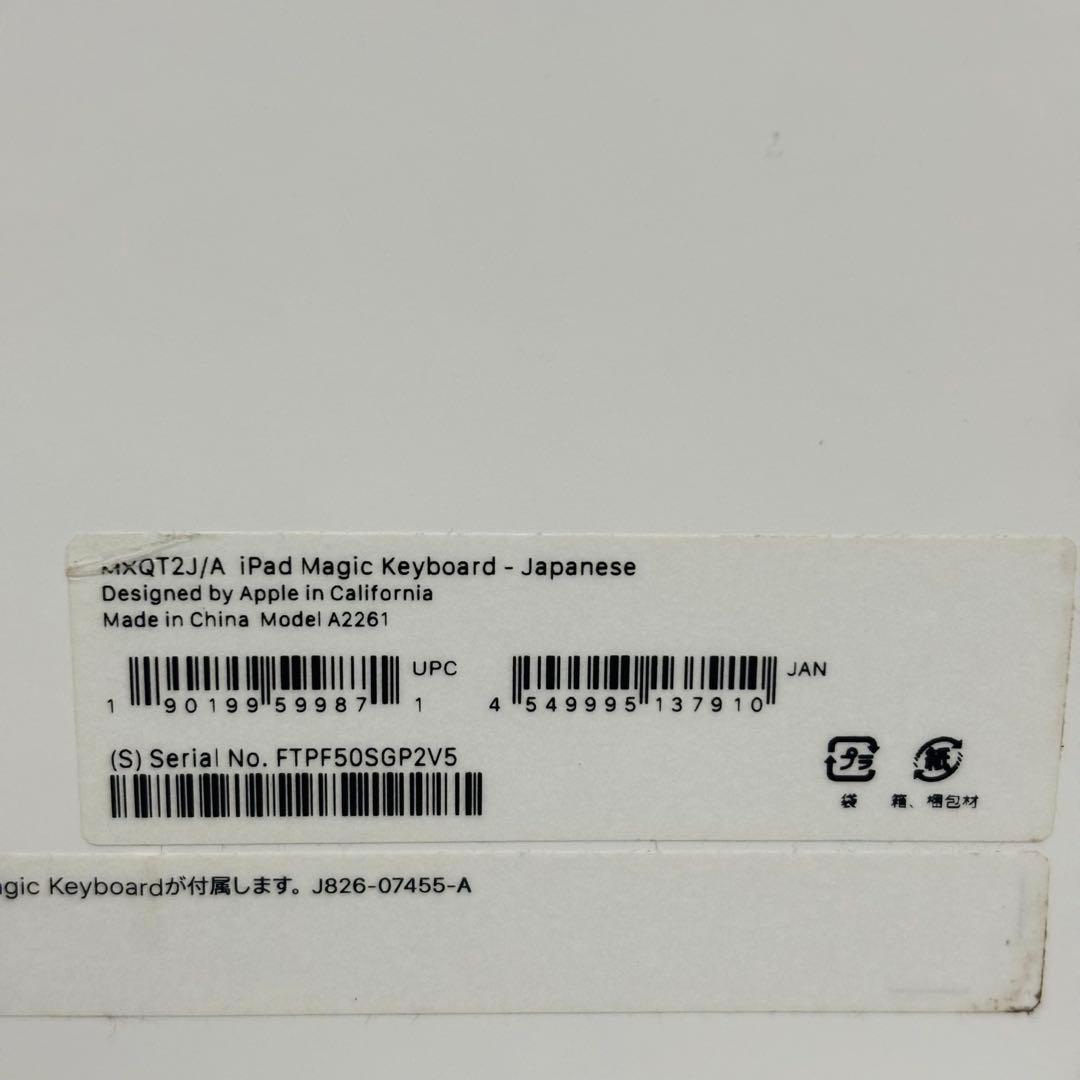 MXQT2J/A iPad Magic Keyboard - Japanese
Designed by Apple in California
Made in China Model A2261
UPC
1 90199 59987 1
JAN
4 549995 137910
(S) Serial No. FTPF50SGP2V5
プラ
紙
袋
箱、梱包材
agic Keyboardが付属します。J826-07455-A